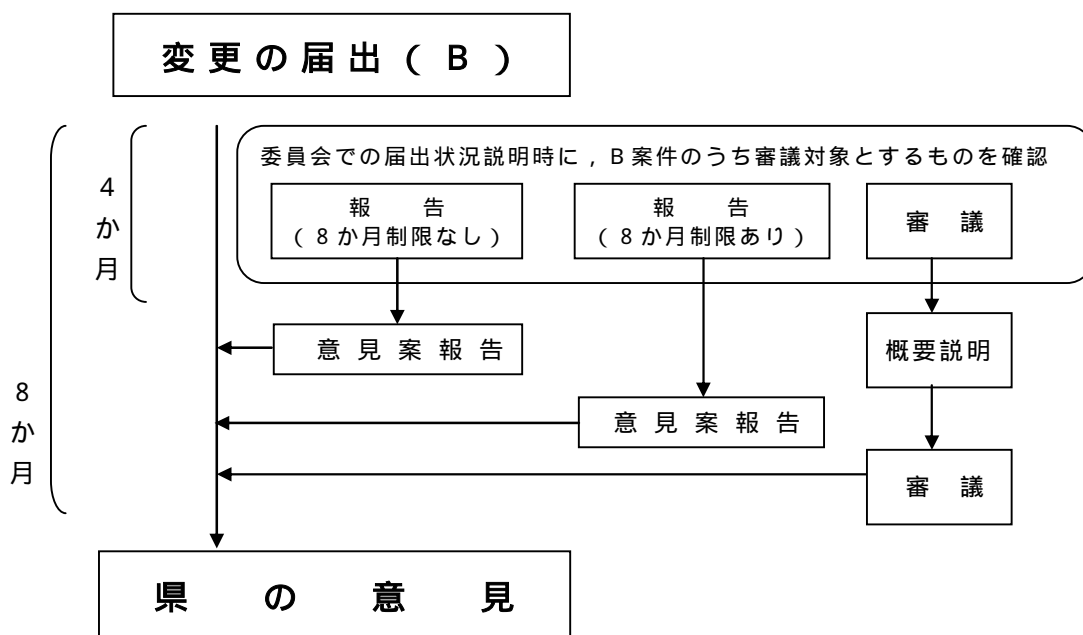 変更の届出(B)
委員会での届出状況説明時に,B案件のうち審議対象とするものを確認
4か月
報告
(8か月制限なし)
報告
(8か月制限あり)
審議
意見案報告
概要説明
8か月
意見案報告
審議
県の意見